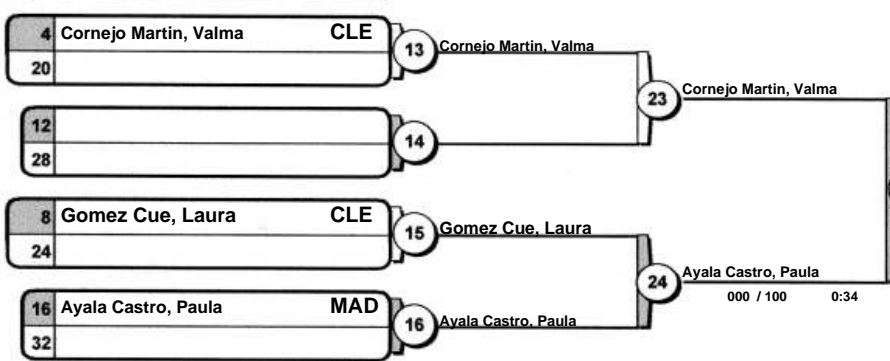 4 Cornejo Martin, Valma CLE
20
13 Cornejo Martin, Valma
23 Cornejo Martin, Valma
12
28
14
8 Gomez Cue, Laura CLE
24
15 Gomez Cue, Laura
24 Ayala Castro, Paula
000 / 100 0:34
16 Ayala Castro, Paula MAD
32
16 Ayala Castro, Paula